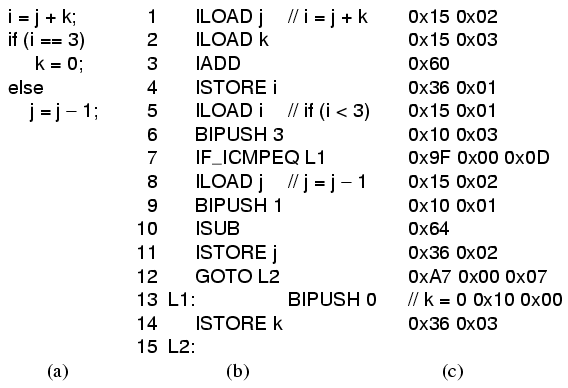 i = j + k; 1 ILOAD j // i = j + k 0x15 0x02
if (i == 3) 2 ILOAD k 0x15 0x03
k = 0; 3 IADD 0x60
else 4 ISTORE i 0x36 0x01
j = j – 1; 5 ILOAD i // if (i < 3) 0x15 0x01
6 BIPUSH 3 0x10 0x03
7 IF_ICMPEQ L1 0x9F 0x00 0x0D
8 ILOAD j // j = j – 1 0x15 0x02
9 BIPUSH 1 0x10 0x01
10 ISUB 0x64
11 ISTORE j 0x36 0x02
12 GOTO L2 0xA7 0x00 0x07
13 L1: BIPUSH 0 // k = 0 0x10 0x00
14 ISTORE k 0x36 0x03
15 L2:
(a) (b) (c)